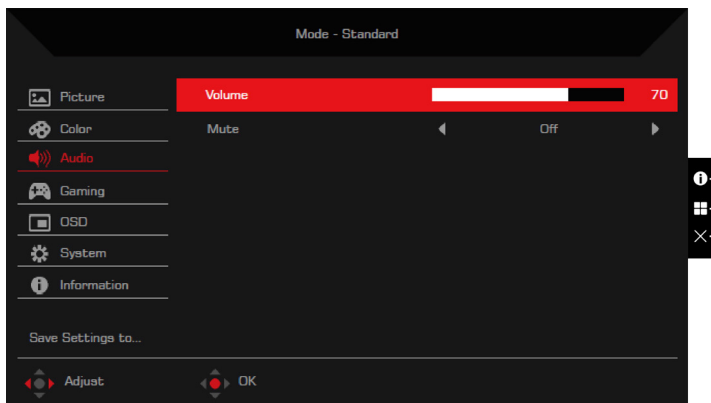 Mode - Standard
Picture
Volume 70
Color
Mute Off
Audio
Gaming
OSD
System
Information
Save Settings to...
Adjust OK